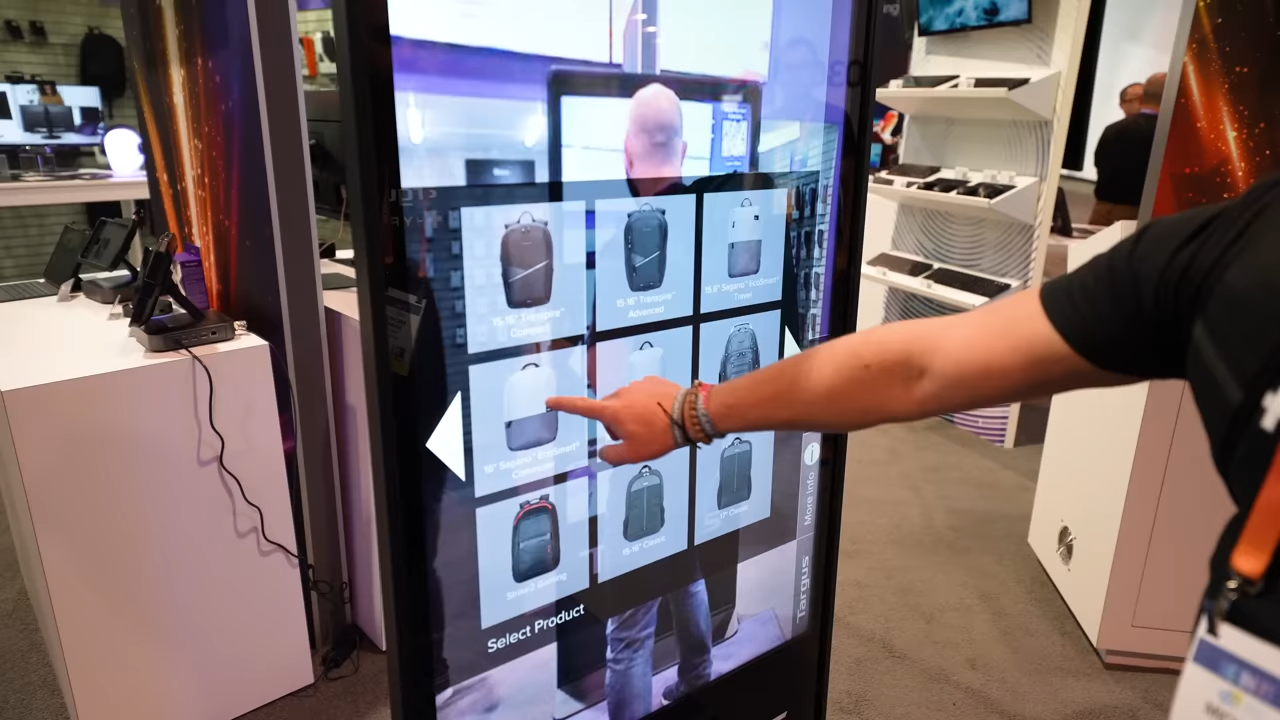 15-16" Transpire™
Compact
15-16" Transpire™
Advanced
15.6" Sagano™ EcoSmart®
Travel
16" Sagano™ EcoSmart®
Commuter
Strike2 Gaming
15-16" Classic
17" Classic
Select Product
More Info
i
Targus